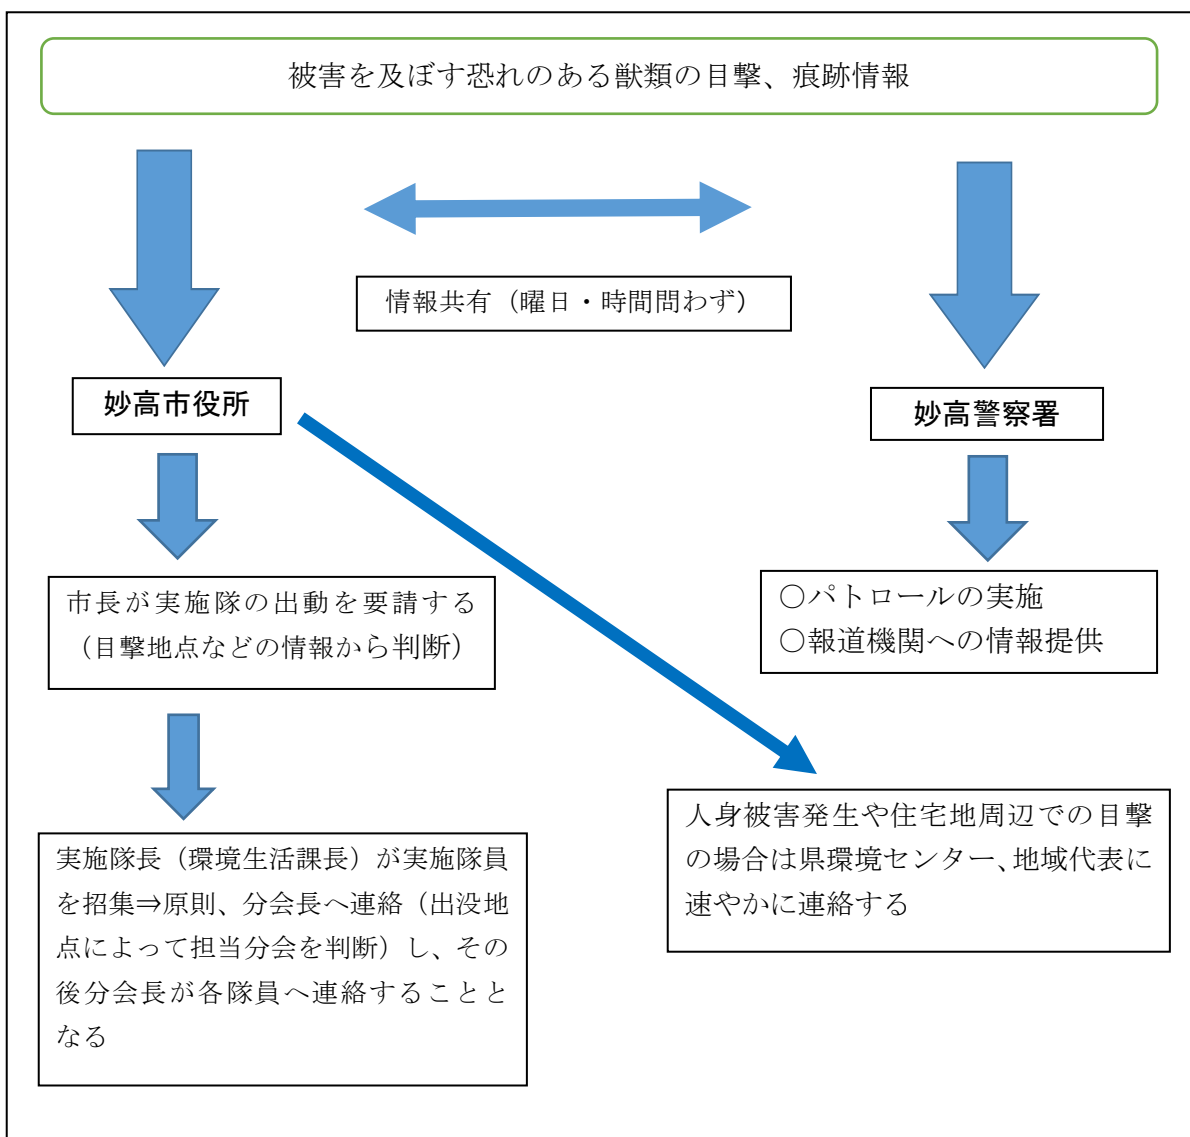 被害を及ぼす恐れのある獣類の目撃、痕跡情報
情報共有（曜日・時間問わず）
妙高市役所
妙高警察署
市長が実施隊の出動を要請する
（目撃地点などの情報から判断）
○パトロールの実施
○報道機関への情報提供
実施隊長（環境生活課長）が実施隊員
を招集⇒原則、分会長へ連絡（出没地
点によって担当分会を判断）し、その
後分会長が各隊員へ連絡することと
なる
人身被害発生や住宅地周辺での目撃
の場合は県環境センター、地域代表に
速やかに連絡する